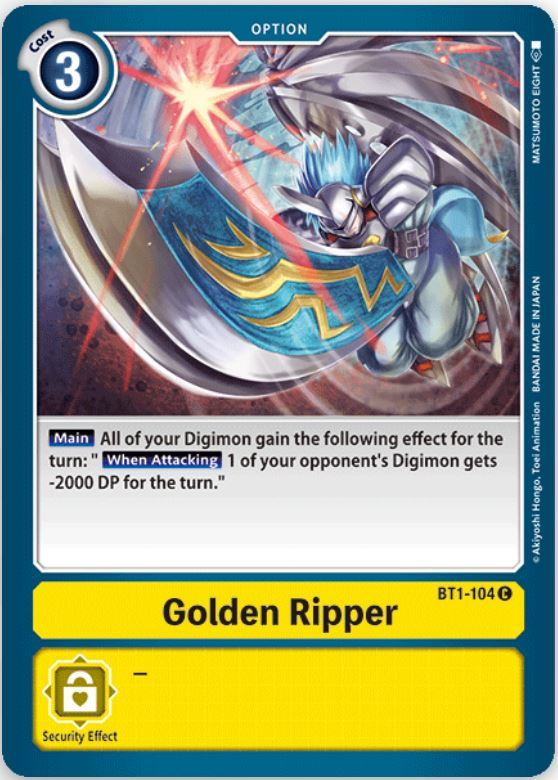 Cost
3
OPTION
MATSUMOTO EIGHT
Main All of your Digimon gain the following effect for the
turn: " When Attacking 1 of your opponent's Digimon gets
-2000 DP for the turn."
© Akiyoshi Hongo, Toei Animation BANDAI MADE IN JAPAN
BT1-104 C
Golden Ripper
–
Security Effect